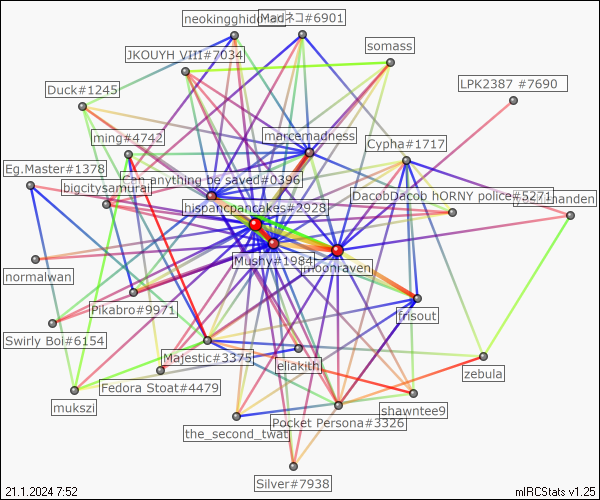 neokingghid
Madネコ#6901
JKOUYH VIII#7034
somass
LPK2387 #7690
Duck#1245
ming#4742
marcemadness
Cypha#1717
Eg.Master#1378
bigcitysamurai
Can anything be saved#0396
DacobDacob hORNY police#5271
handen
hispancpancakes#2928
Mushy#1984
moonraven
normalwan
Pikabro#9971
frisout
Swirly Boi#6154
Majestic#3375
eliakith
zebula
Fedora Stoat#4479
mukszi
shawntee9
the_second_twat
Pocket Persona#3326
Silver#7938
21.1.2024 7:52
mIRCStats v1.25